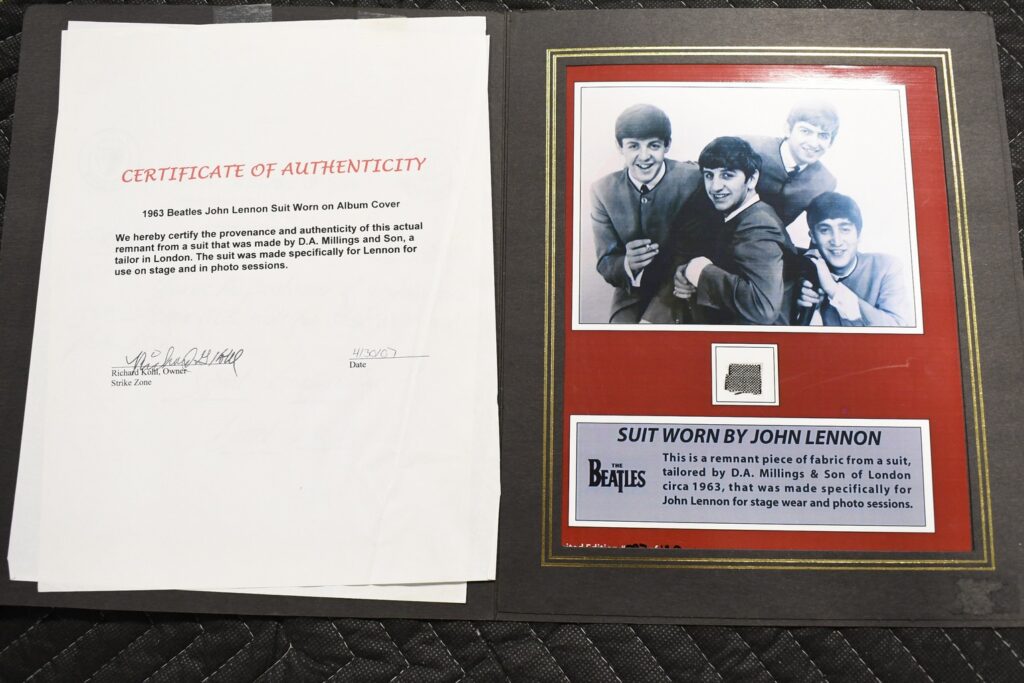 CERTIFICATE OF AUTHENTICITY
1963 Beatles John Lennon Suit Worn on Album Cover
We hereby certify the provenance and authenticity of this actual
remnant from a suit that was made by D.A. Millings and Son, a
tailor in London. The suit was made specifically for Lennon for
use on stage and in photo sessions.
Richard G Kohl
4/30/07
Richard Kohl, Owner
Date
Strike Zone
SUIT WORN BY JOHN LENNON
THE
BEATLES
This is a remnant piece of fabric from a suit,
tailored by D.A. Millings & Son of London
circa 1963, that was made specifically for
John Lennon for stage wear and photo sessions.